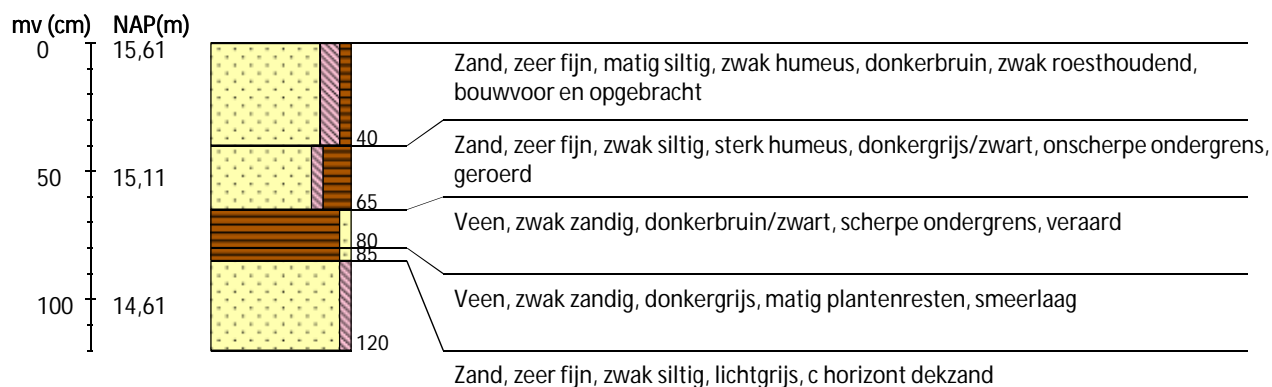 mv (cm) NAP(m)
0 15,61
Zand, zeer fijn, matig siltig, zwak humeus, donkerbruin, zwak roesthoudend,
bouwvoor en opgebracht
40
Zand, zeer fijn, zwak siltig, sterk humeus, donkergrijs/zwart, onscherpe ondergrens,
geroerd
50 15,11
65
Veen, zwak zandig, donkerbruin/zwart, scherpe ondergrens, veraard
80
85
Veen, zwak zandig, donkergrijs, matig plantenresten, smeerlaag
100 14,61
120
Zand, zeer fijn, zwak siltig, lichtgrijs, c horizont dekzand